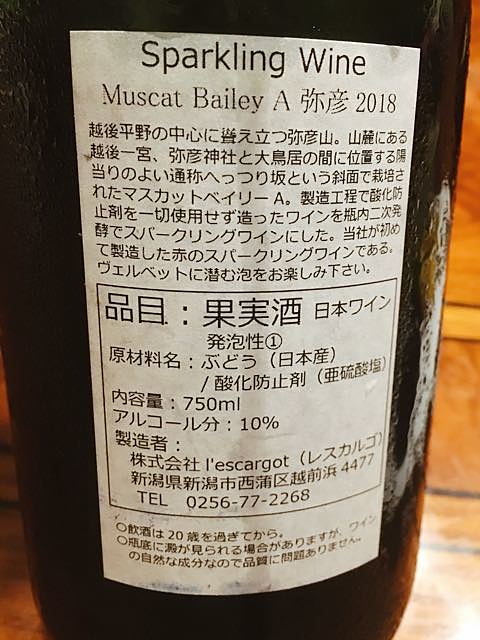 Sparkling Wine
Muscat Bailey A 弥彦 2018
越後平野の中心に聳え立つ弥彦山。山麓にある
越後一宮、弥彦神社と大鳥居の間に位置する陽
当りのよい通称へっつり坂という斜面で栽培さ
れたマスカットベイリーA。製造工程で酸化防
止剤を一切使用せず造ったワインを瓶内二次発
酵でスパークリングワインにした。当社が初め
て製造した赤のスパークリングワインである。
ヴェルベットに潜む泡をお楽しみ下さい。
品目：果実酒 日本ワイン
発泡性①
原材料名：ぶどう（日本産）
/ 酸化防止剤（亜硫酸塩）
内容量：750ml
アルコール分：10%
製造者：
株式会社 l'escargot（レスカルゴ）
新潟県新潟市西蒲区越前浜 4477
TEL 0256-77-2268
○飲酒は20歳を過ぎてから。
○瓶底に澱が見られる場合がありますが、ワイン
の自然な成分なので品質に問題ありません。